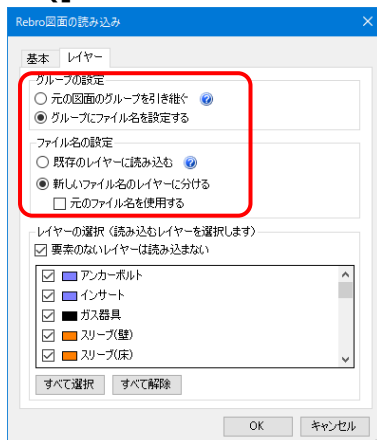 Rebro図面の読み込み
基本 レイヤー
グループの設定
元の図面のグループを引き継ぐ
グループにファイル名を設定する
ファイル名の設定
既存のレイヤーに読み込む
新しいファイル名のレイヤーに分ける
元のファイル名を使用する
レイヤーの選択（読み込むレイヤーを選択します）
要素のないレイヤーは読み込まない
アンカーボルト
インサート
ガス器具
スリーブ(壁)
スリーブ(床)
すべて選択 すべて解除
OK キャンセル